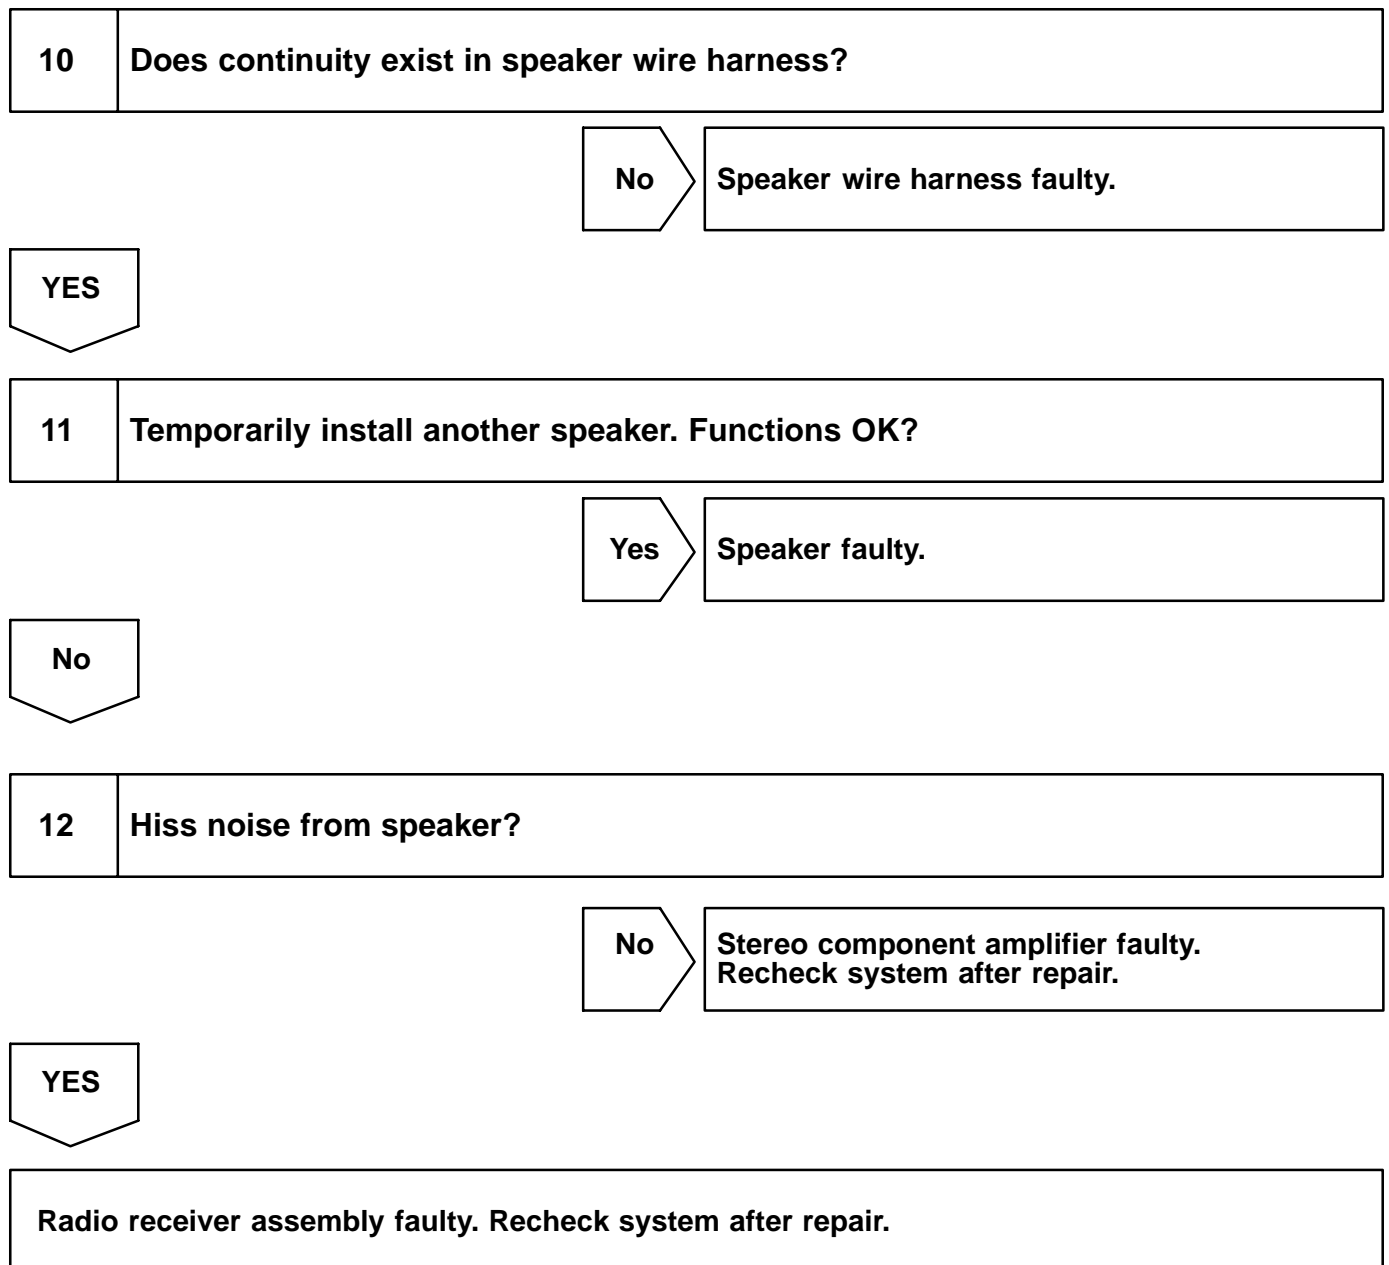 10 Does continuity exist in speaker wire harness?
No Speaker wire harness faulty.
YES
11 Temporarily install another speaker. Functions OK?
Yes Speaker faulty.
No
12 Hiss noise from speaker?
No Stereo component amplifier faulty.
Recheck system after repair.
YES
Radio receiver assembly faulty. Recheck system after repair.